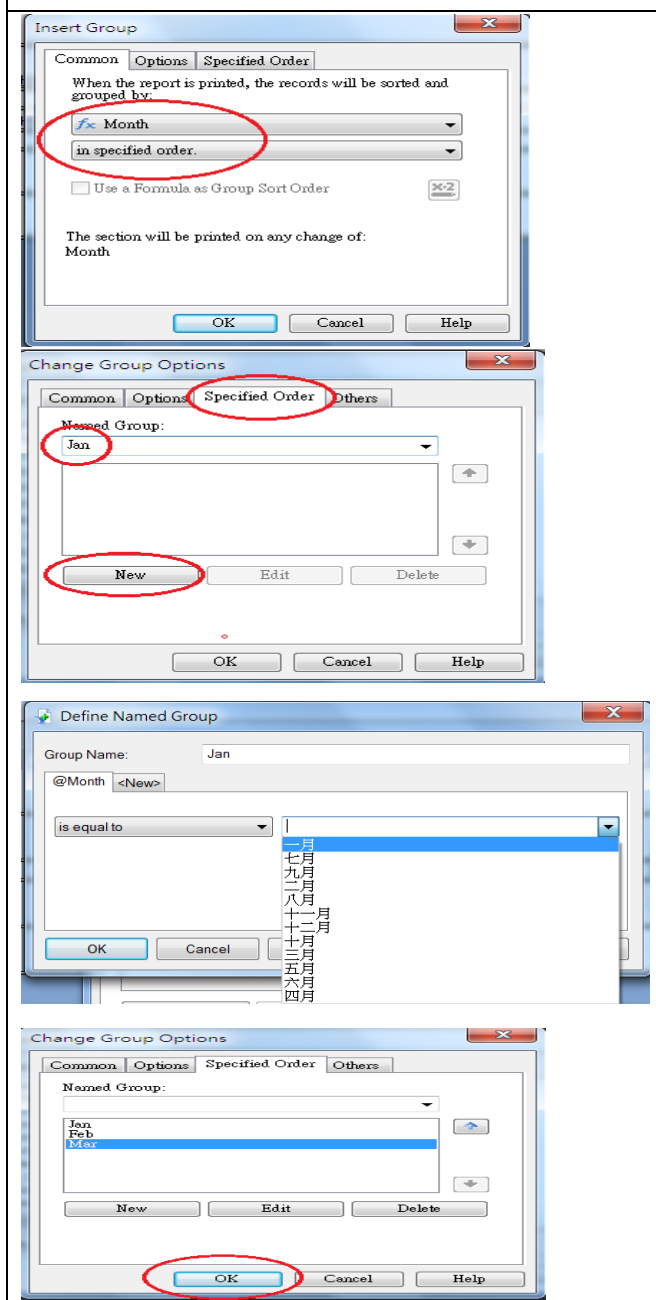 Insert Group
Common Options Specified Order
When the report is printed, the records will be sorted and
grouped by:
fx Month
in specified order.
Use a Formula as Group Sort Order
X-2
The section will be printed on any change of:
Month
OK Cancel Help
Change Group Options
Common Options Specified Order Others
Named Group:
Jan
New Edit Delete
OK Cancel Help
Define Named Group
Group Name: Jan
@Month <New>
is equal to
一月
七月
九月
二月
八月
十一月
十二月
十月
三月
五月
六月
四月
OK Cancel
Change Group Options
Common Options Specified Order Others
Named Group:
Jan
Feb
Mar
New Edit Delete
OK Cancel Help